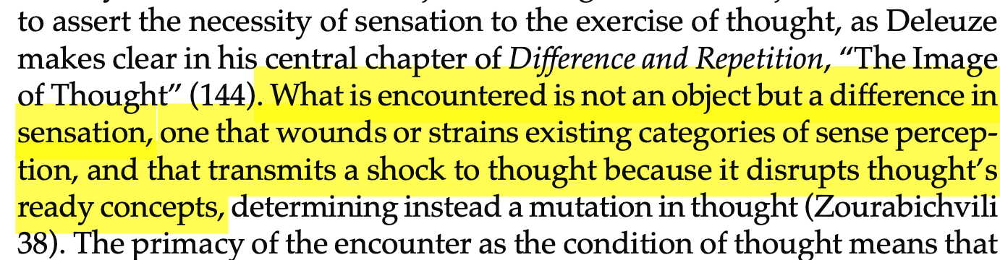 to assert the necessity of sensation to the exercise of thought, as Deleuze
makes clear in his central chapter of Difference and Repetition, “The Image
of Thought” (144). What is encountered is not an object but a difference in
sensation, one that wounds or strains existing categories of sense percep-
tion, and that transmits a shock to thought because it disrupts thought’s
ready concepts, determining instead a mutation in thought (Zourabichvili
38). The primacy of the encounter as the condition of thought means that